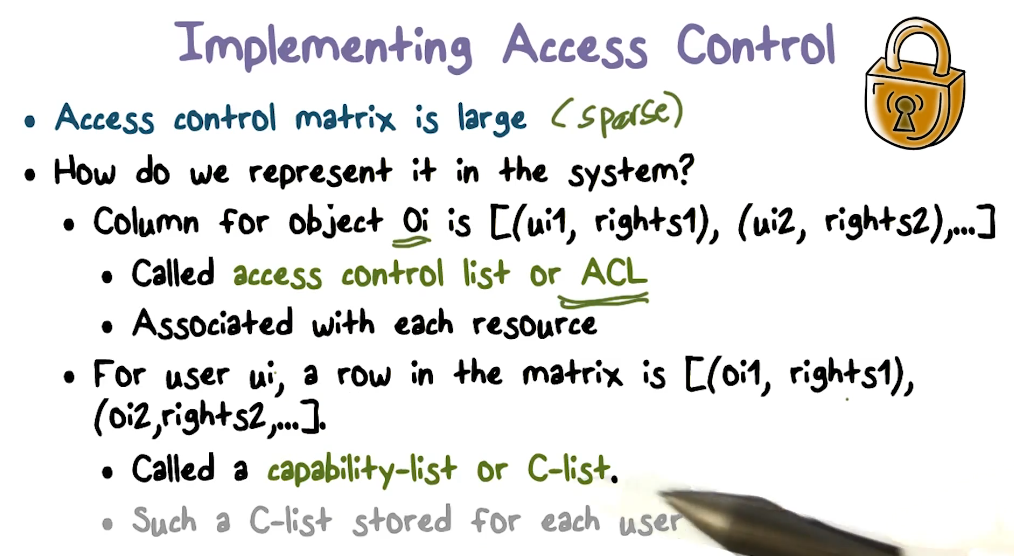 Implementing Access Control
• Access control matrix is large (sparse)
• How do we represent it in the system?
• Column for object Oi is [(ui1, rights1), (ui2, rights2),...]
• Called access control list or ACL
• Associated with each resource
• For user ui, a row in the matrix is [(oi1, rights1),
(oi2,rights2,...].
• Called a capability-list or C-list.
• Such a C-list stored for each user